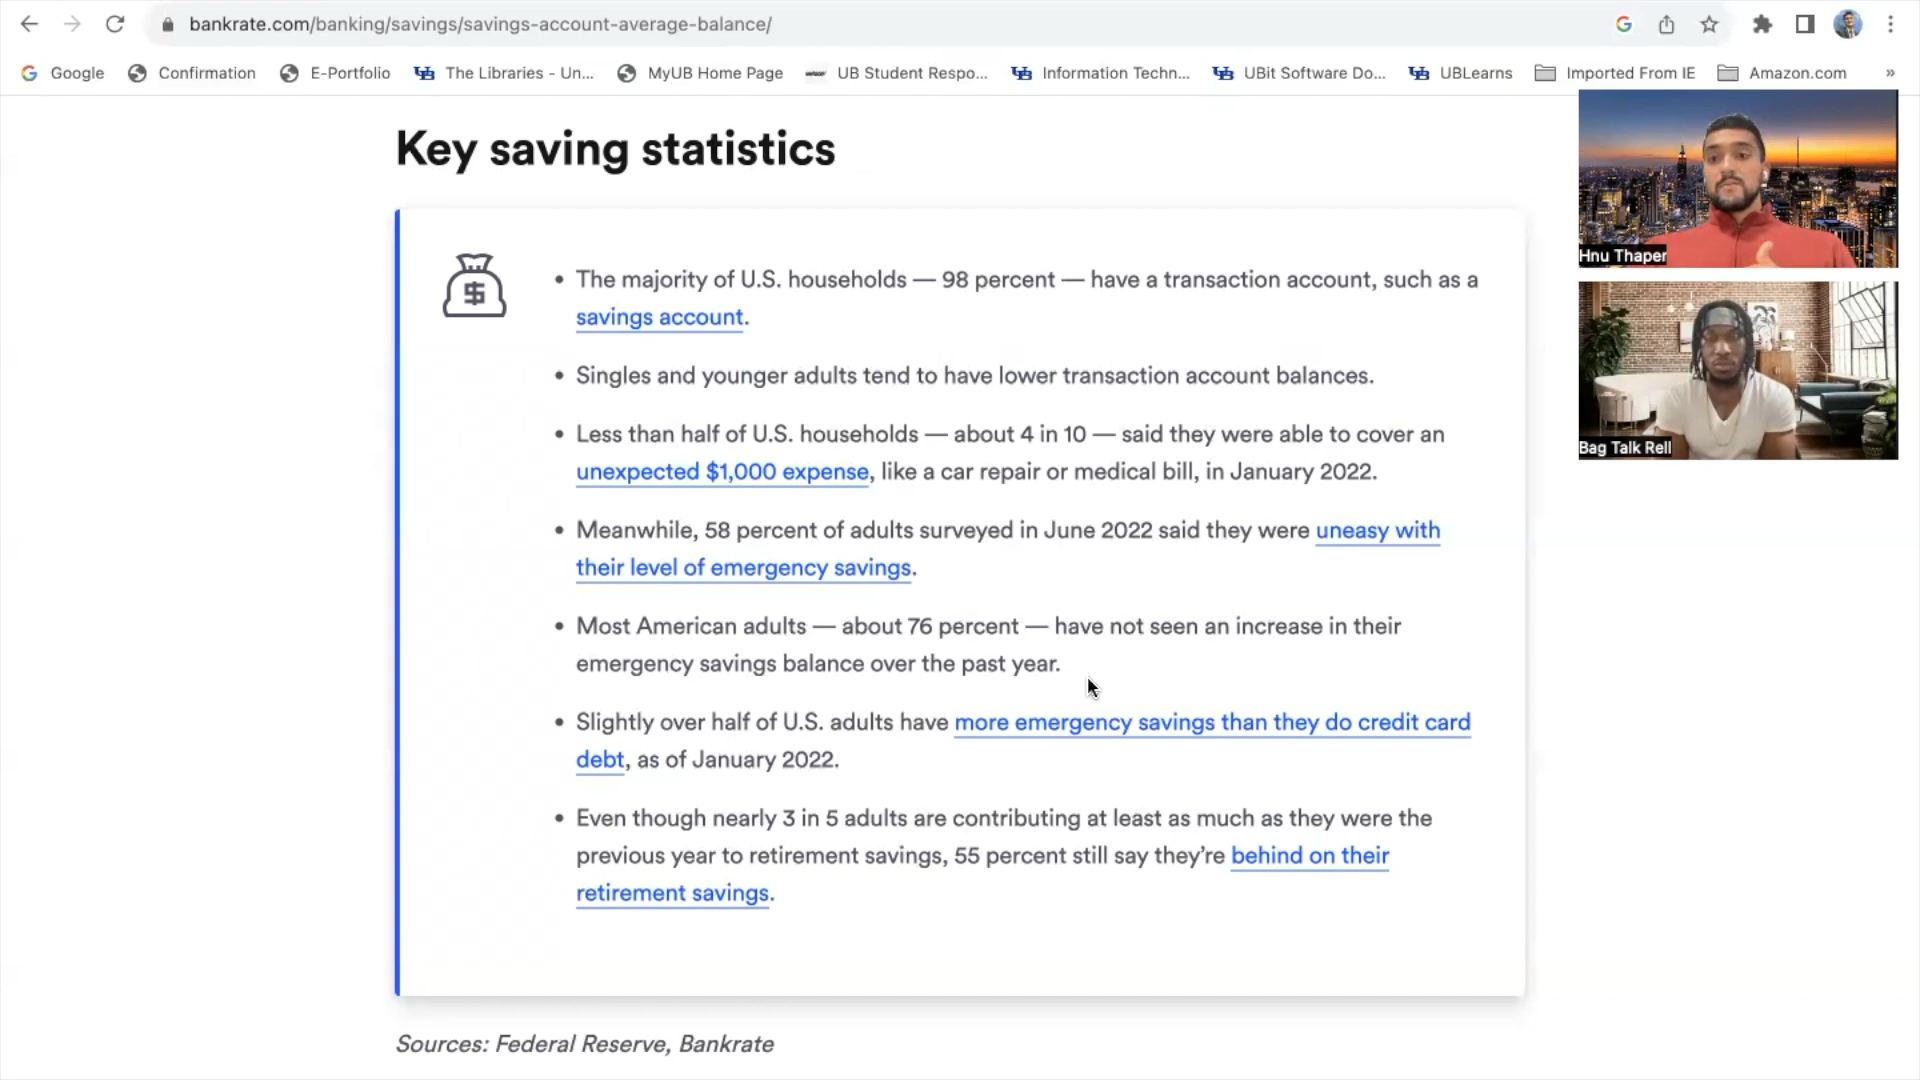 bankrate.com/banking/savings/savings-account-average-balance/
Google Confirmation E-Portfolio The Libraries - Un... MyUB Home Page UB Student Respo... Information Techn... UBit Software Do... UBLearns Imported From IE Amazon.com »
Key saving statistics
• The majority of U.S. households — 98 percent — have a transaction account, such as a
savings account.
• Singles and younger adults tend to have lower transaction account balances.
• Less than half of U.S. households — about 4 in 10 — said they were able to cover an
unexpected $1,000 expense, like a car repair or medical bill, in January 2022.
• Meanwhile, 58 percent of adults surveyed in June 2022 said they were uneasy with
their level of emergency savings.
• Most American adults — about 76 percent — have not seen an increase in their
emergency savings balance over the past year.
• Slightly over half of U.S. adults have more emergency savings than they do credit card
debt, as of January 2022.
• Even though nearly 3 in 5 adults are contributing at least as much as they were the
previous year to retirement savings, 55 percent still say they’re behind on their
retirement savings.
Sources: Federal Reserve, Bankrate
Hnu Thaper
Bag Talk Rell